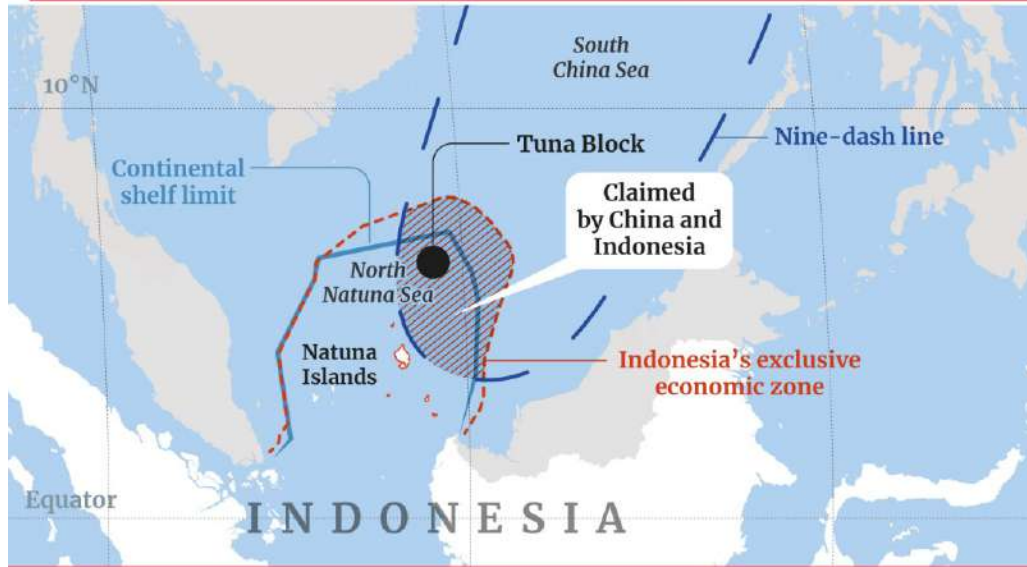 South
China Sea
10°N
Tuna Block
Nine-dash line
Continental
shelf limit
Claimed
by China and
Indonesia
North
Natuna Sea
Natuna
Islands
Indonesia's exclusive
economic zone
Equator
INDONESIA